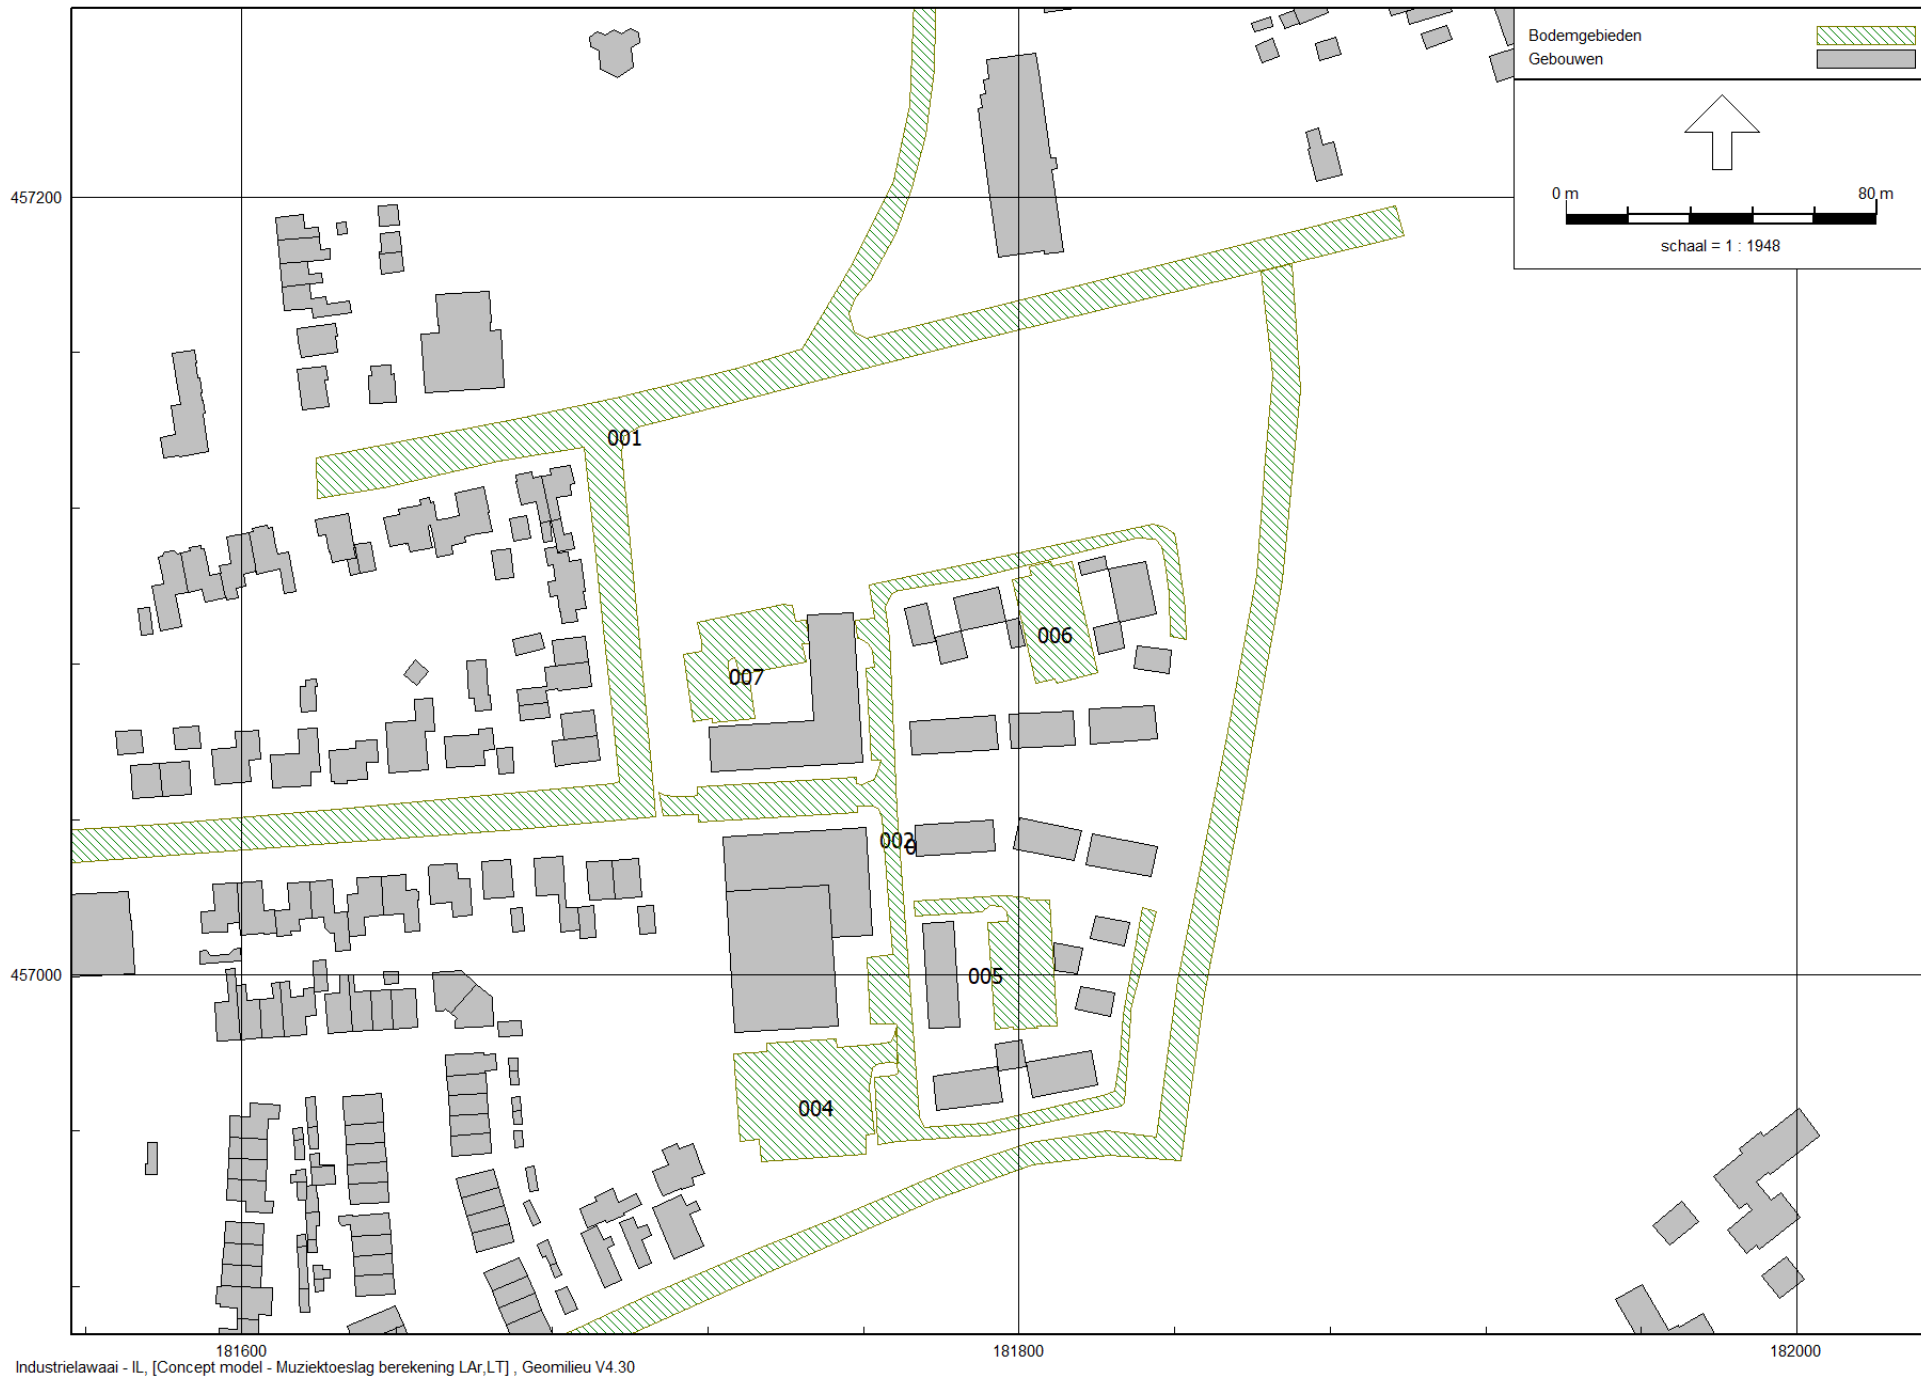 Bodemgebieden
Gebouwen
0 m 80 m
schaal = 1 : 1948
457200
001
006
007
002
0
457000
005
004
181600 181800 182000
Industrielawaai - IL, [Concept model - Muziektoeslag berekening LAr,LT] , Geomilieu V4.30